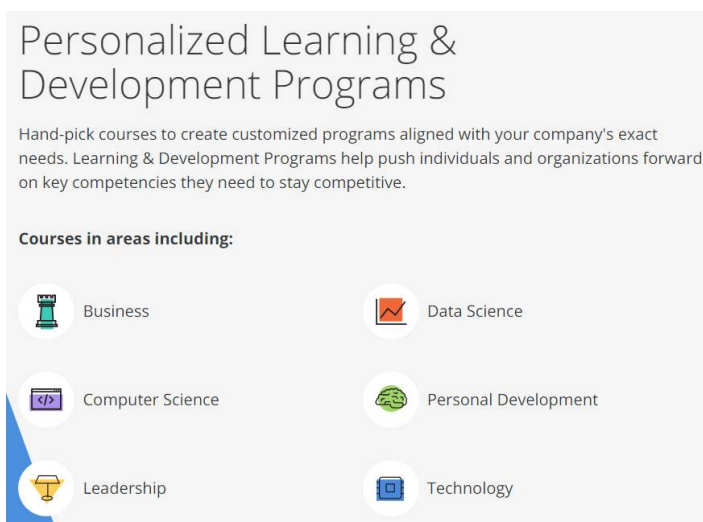 Personalized Learning &
Development Programs
Hand-pick courses to create customized programs aligned with your company's exact
needs. Learning & Development Programs help push individuals and organizations forward
on key competencies they need to stay competitive.
Courses in areas including:
Business
Data Science
</>
Computer Science
Personal Development
Leadership
Technology